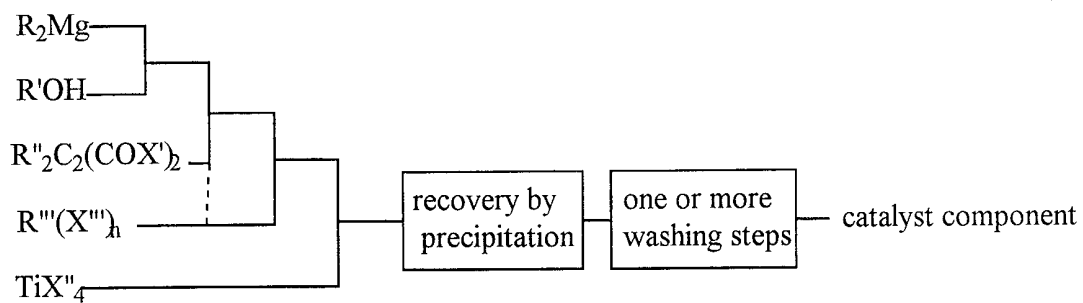 R₂Mg
R'OH
R"₂C₂(COX')₂
R'"(X'")ₙ
TiX"₄
recovery by
precipitation
one or more
washing steps
catalyst component